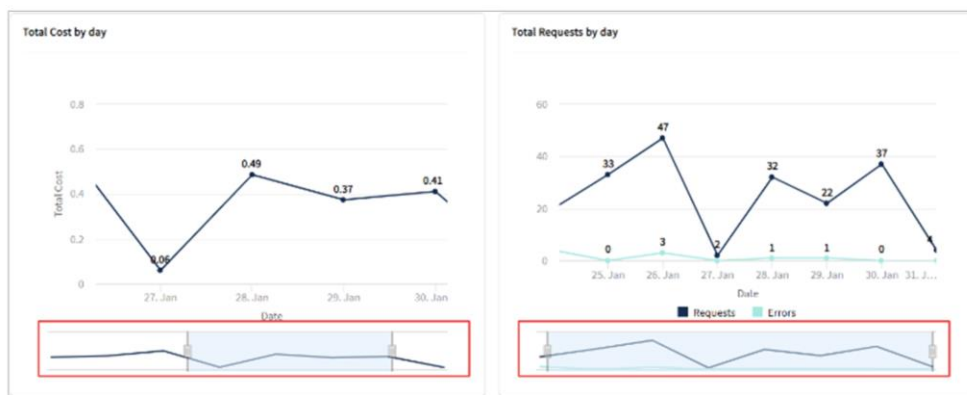 Total Cost by day
0.8
0.6
0.4
0.2
0
Total Cost
0.06
0.49
0.37
0.41
27. Jan
28. Jan
29. Jan
30. Jan
Date
Total Requests by day
60
40
20
0
33
47
2
32
22
37
4
0
3
1
1
0
25. Jan
26. Jan
27. Jan
28. Jan
29. Jan
30. Jan
31. J...
Date
Requests
Errors